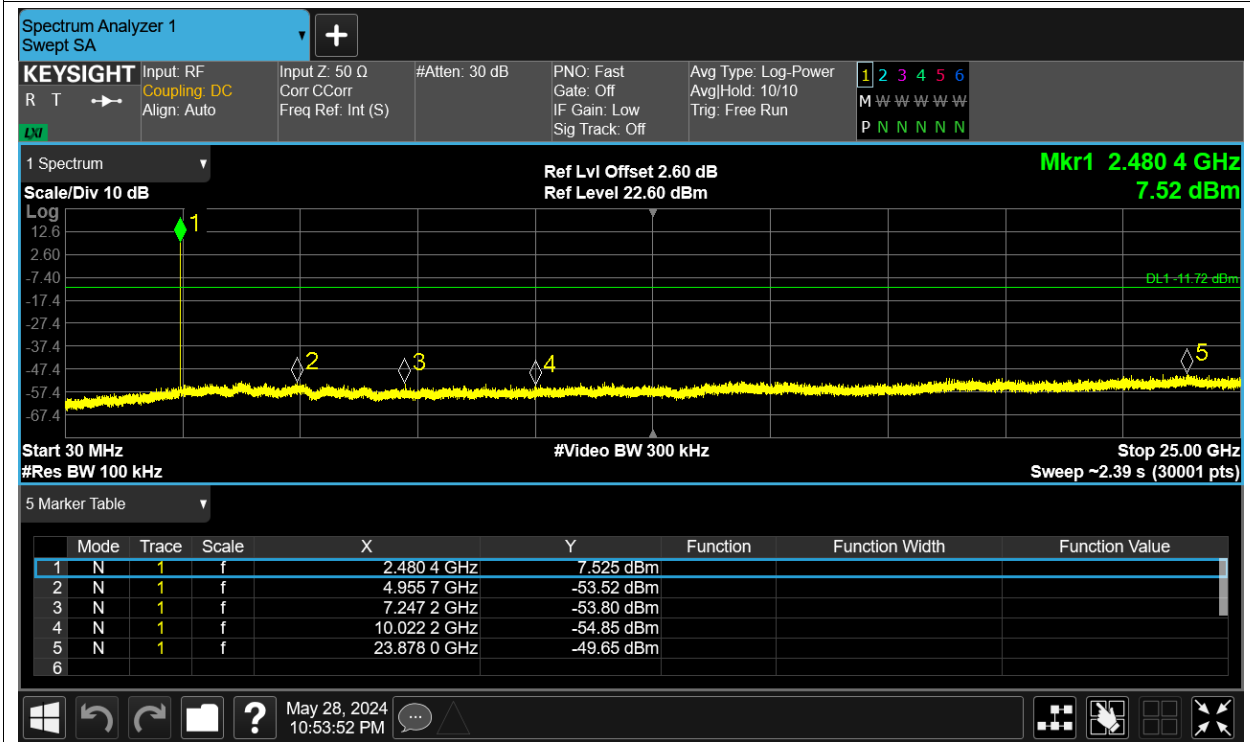 Spectrum Analyzer 1
Swept SA
KEYSIGHT
R T
LXI
Input: RF
Coupling: DC
Align: Auto
Input Z: 50 Ω
Corr CCorr
Freq Ref: Int (S)
#Atten: 30 dB
PNO: Fast
Gate: Off
IF Gain: Low
Sig Track: Off
Avg Type: Log-Power
Avg|Hold: 10/10
Trig: Free Run
1 2 3 4 5 6
M W W W W W
P N N N N N
1 Spectrum
Scale/Div 10 dB
Ref Lvl Offset 2.60 dB
Ref Level 22.60 dBm
Mkr1 2.480 4 GHz
7.52 dBm
Log
12.6
2.60
-7.40
-17.4
-27.4
-37.4
-47.4
-57.4
-67.4
1
2
3
4
5
DL1 -11.72 dBm
Start 30 MHz
#Res BW 100 kHz
#Video BW 300 kHz
Stop 25.00 GHz
Sweep ~2.39 s (30001 pts)
5 Marker Table
Mode Trace Scale X Y Function Function Width Function Value
1 N 1 f 2.480 4 GHz 7.525 dBm
2 N 1 f 4.955 7 GHz -53.52 dBm
3 N 1 f 7.247 2 GHz -53.80 dBm
4 N 1 f 10.022 2 GHz -54.85 dBm
5 N 1 f 23.878 0 GHz -49.65 dBm
6
?
May 28, 2024
10:53:52 PM